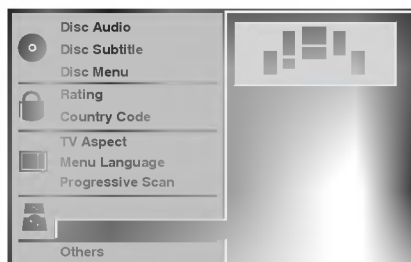 Disc Audio
Disc Subtitle
Disc Menu
Rating
Country Code
TV Aspect
Menu Language
Progressive Scan
Others